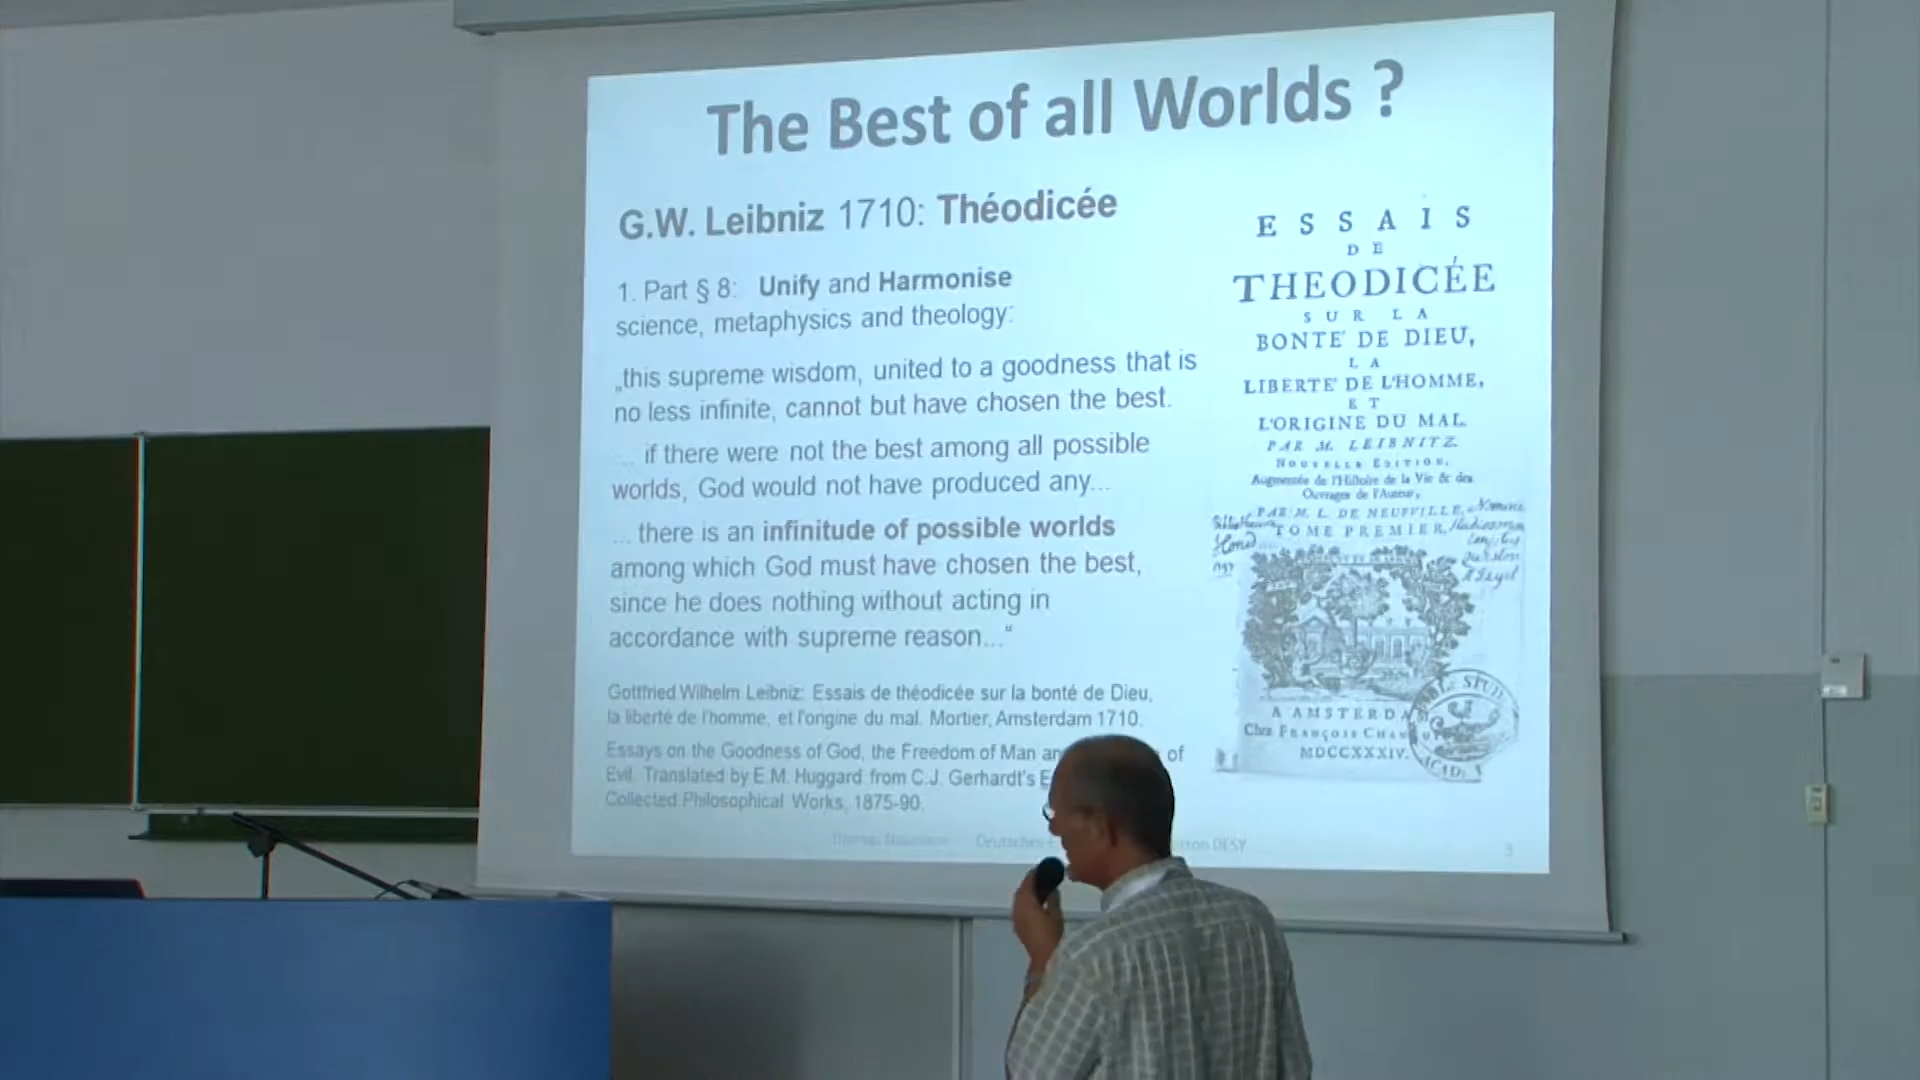 The Best of all Worlds ?
G.W. Leibniz 1710: Théodicée
1. Part § 8: Unify and Harmonise
science, metaphysics and theology:
„this supreme wisdom, united to a goodness that is
no less infinite, cannot but have chosen the best.
... if there were not the best among all possible
worlds, God would not have produced any...
... there is an infinitude of possible worlds
among which God must have chosen the best,
since he does nothing without acting in
accordance with supreme reason...“
Gottfried Wilhelm Leibniz: Essais de théodicée sur la bonté de Dieu,
la liberté de l'homme, et l'origine du mal. Mortier, Amsterdam 1710.
Essays on the Goodness of God, the Freedom of Man an of
Evil. Translated by E.M. Huggard from C.J. Gerhardt's E
Collected Philosophical Works, 1875-90.
Deutsches DESY
3
ESSAIS
DE
THEODICÉE
SUR LA
BONTE' DE DIEU,
LA
LIBERTE' DE L'HOMME,
ET
L'ORIGINE DU MAL.
PAR M. LEIBNITZ.
NOUVELLE EDITION,
Augmentée de l'Histoire de la Vie & des
Ouvrages de l'Auteur,
PAR M. L. DE NEUFVILLE.
TOME PREMIER.
A AMSTERDA
Chez FRANÇOIS CHAN
MDCCXXXIV.